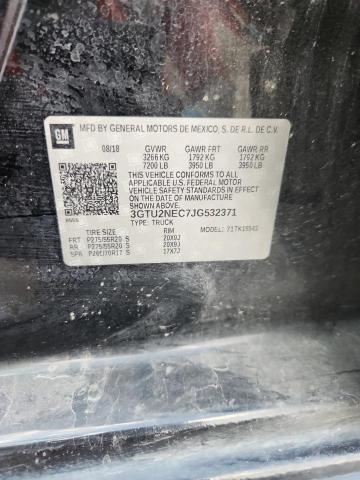 GM
MFD BY GENERAL MOTORS DE MEXICO, S. DE R.L. DE C.V.
08/18 GVWR GAWR FRT GAWR RR
3266 KG 1792 KG 1792 KG
7200 LB 3950 LB 3950 LB
THIS VEHICLE CONFORMS TO ALL
APPLICABLE U.S. FEDERAL MOTOR
VEHICLE SAFETY STANDARDS IN EFFECT
ON THE DATE OF MANUFACTURE SHOWN ABOVE.
3GTU2NEC7JG532371
TYPE: TRUCK
TIRE SIZE RIM
FRT P275/55R20 S 20X9J
RR P275/55R20 S 20X9J
SPA P265/70R17 S 17X7J